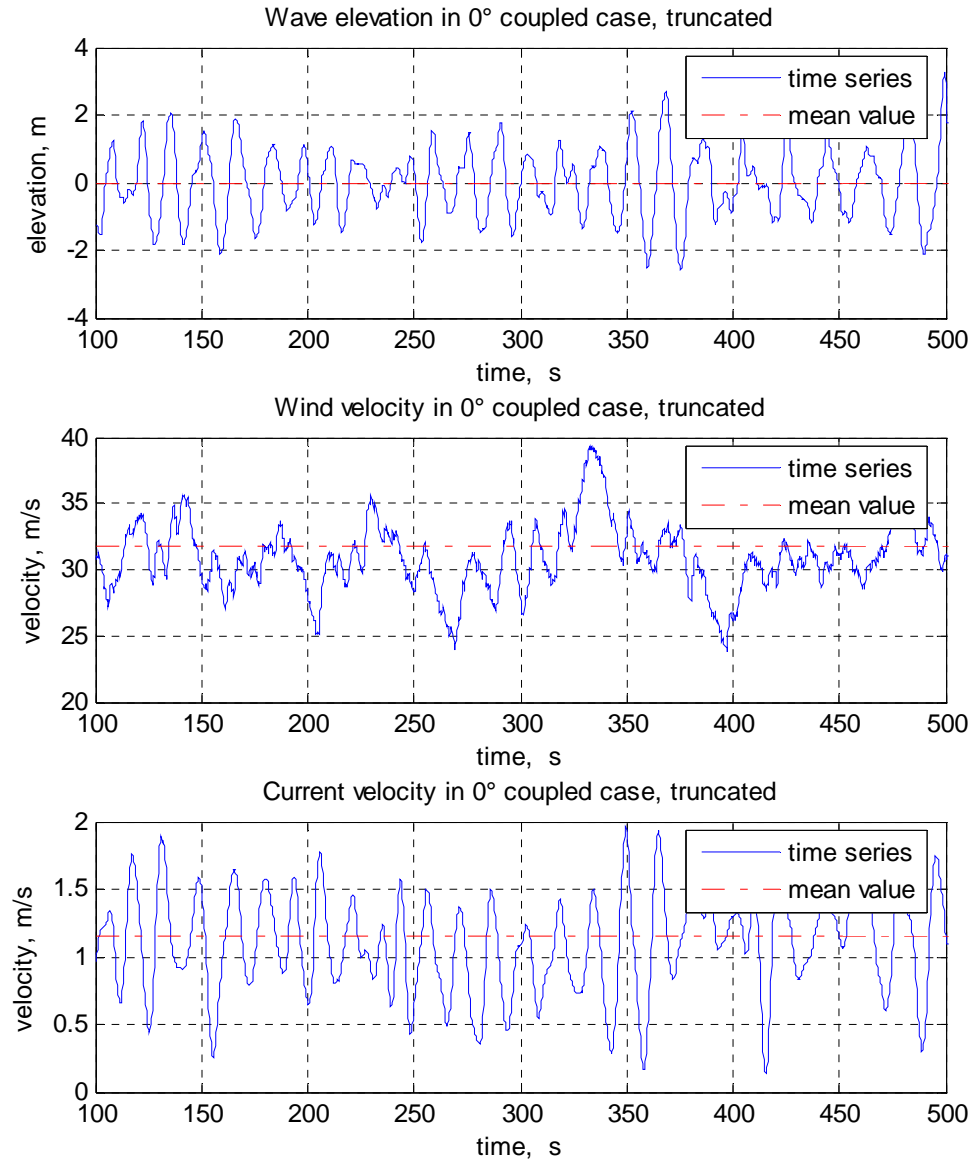 Wave elevation in 0° coupled case, truncated
4
2
0
-2
-4
elevation, m
time series
mean value
100 150 200 250 300 350 400 450 500
time, s
Wind velocity in 0° coupled case, truncated
40
35
30
25
20
velocity, m/s
time series
mean value
100 150 200 250 300 350 400 450 500
time, s
Current velocity in 0° coupled case, truncated
2
1.5
1
0.5
0
velocity, m/s
time series
mean value
100 150 200 250 300 350 400 450 500
time, s